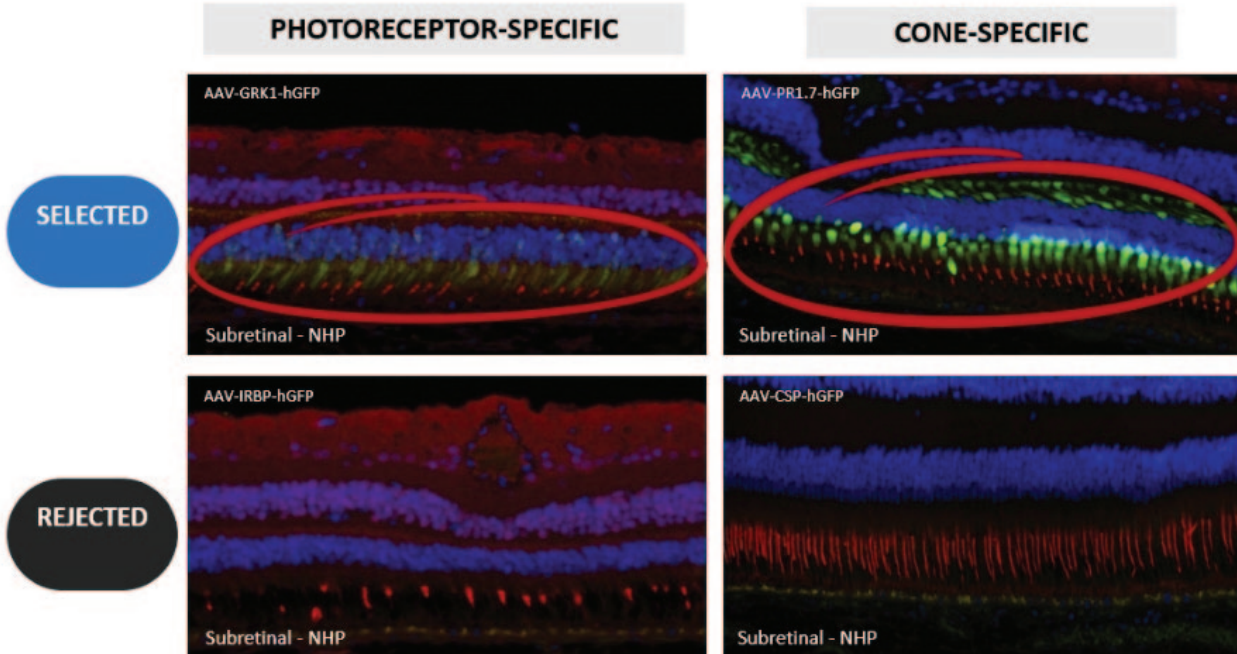 PHOTORECEPTOR-SPECIFIC
CONE-SPECIFIC
SELECTED
AAV-GRK1-hGFP
Subretinal - NHP
AAV-PR1.7-hGFP
Subretinal - NHP
REJECTED
AAV-IRBP-hGFP
Subretinal - NHP
AAV-CSP-hGFP
Subretinal - NHP